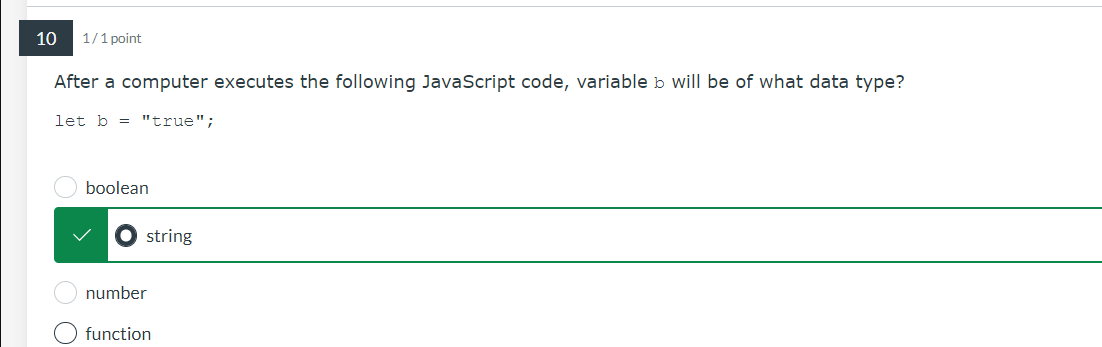 10 1/1 point
After a computer executes the following JavaScript code, variable b will be of what data type?
let b = "true";
boolean
string
number
function